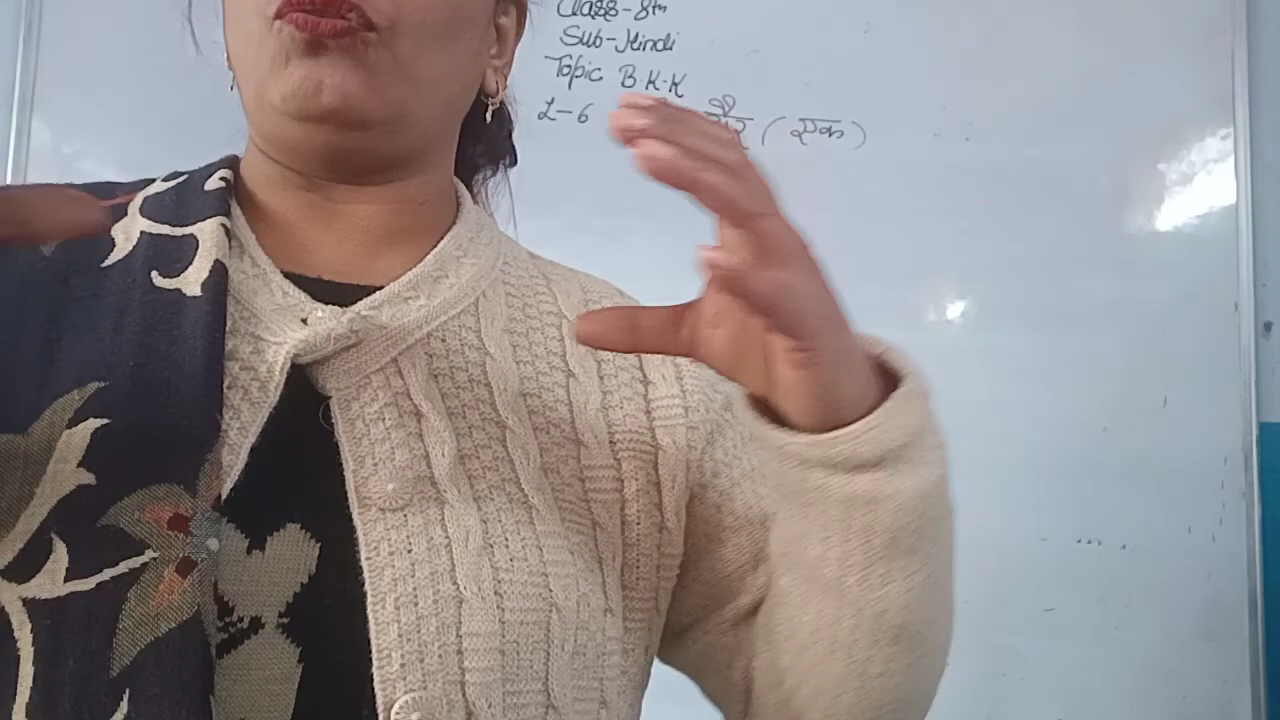 Class-8th
Sub-Hindi
Topic B.K.K
L-6 (एक)